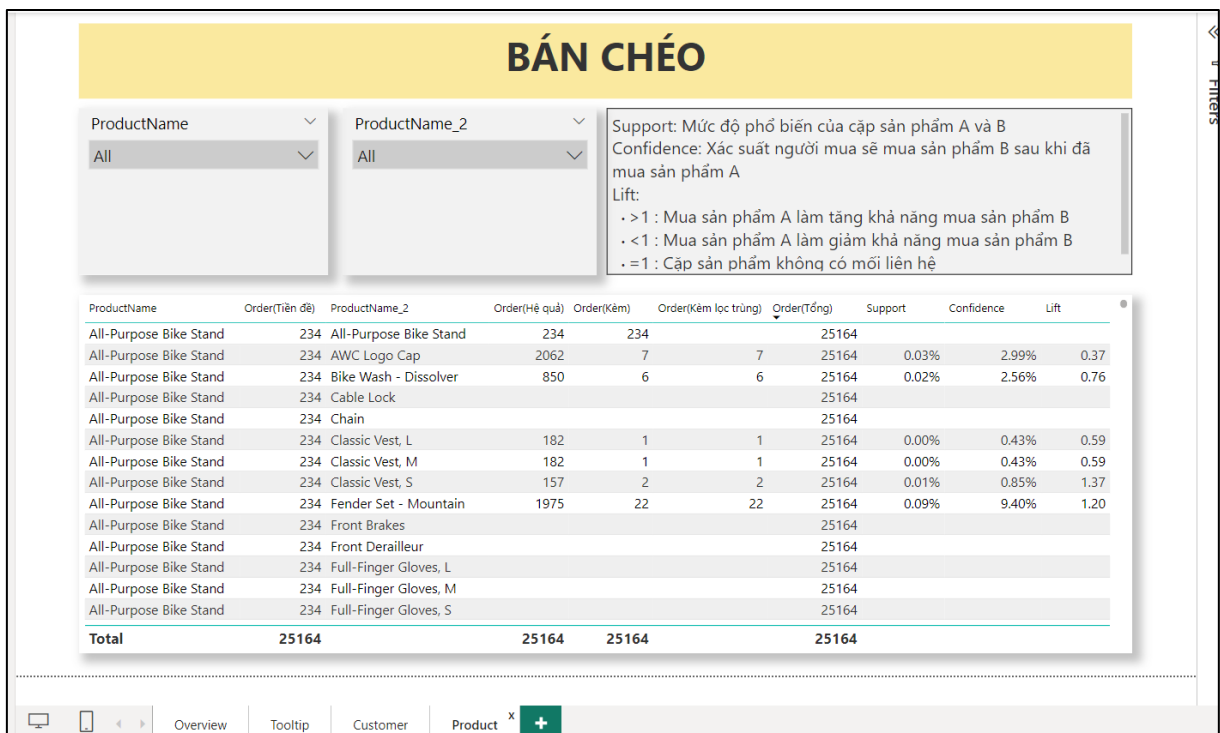 BÁN CHÉO
Filters
ProductName
All
ProductName_2
All
Support: Mức độ phổ biến của cặp sản phẩm A và B
Confidence: Xác suất người mua sẽ mua sản phẩm B sau khi đã
mua sản phẩm A
Lift:
• >1 : Mua sản phẩm A làm tăng khả năng mua sản phẩm B
• <1 : Mua sản phẩm A làm giảm khả năng mua sản phẩm B
• =1 : Cặp sản phẩm không có mối liên hệ
ProductName Order(Tiền đề) ProductName_2 Order(Hệ quả) Order(Kèm) Order(Kèm lọc trùng) Order(Tổng) Support Confidence Lift
All-Purpose Bike Stand 234 All-Purpose Bike Stand 234 234 25164
All-Purpose Bike Stand 234 AWC Logo Cap 2062 7 7 25164 0.03% 2.99% 0.37
All-Purpose Bike Stand 234 Bike Wash - Dissolver 850 6 6 25164 0.02% 2.56% 0.76
All-Purpose Bike Stand 234 Cable Lock 25164
All-Purpose Bike Stand 234 Chain 25164
All-Purpose Bike Stand 234 Classic Vest, L 182 1 1 25164 0.00% 0.43% 0.59
All-Purpose Bike Stand 234 Classic Vest, M 182 1 1 25164 0.00% 0.43% 0.59
All-Purpose Bike Stand 234 Classic Vest, S 157 2 2 25164 0.01% 0.85% 1.37
All-Purpose Bike Stand 234 Fender Set - Mountain 1975 22 22 25164 0.09% 9.40% 1.20
All-Purpose Bike Stand 234 Front Brakes 25164
All-Purpose Bike Stand 234 Front Derailleur 25164
All-Purpose Bike Stand 234 Full-Finger Gloves, L 25164
All-Purpose Bike Stand 234 Full-Finger Gloves, M 25164
All-Purpose Bike Stand 234 Full-Finger Gloves, S 25164
Total 25164 25164 25164 25164
Overview Tooltip Customer Product x +